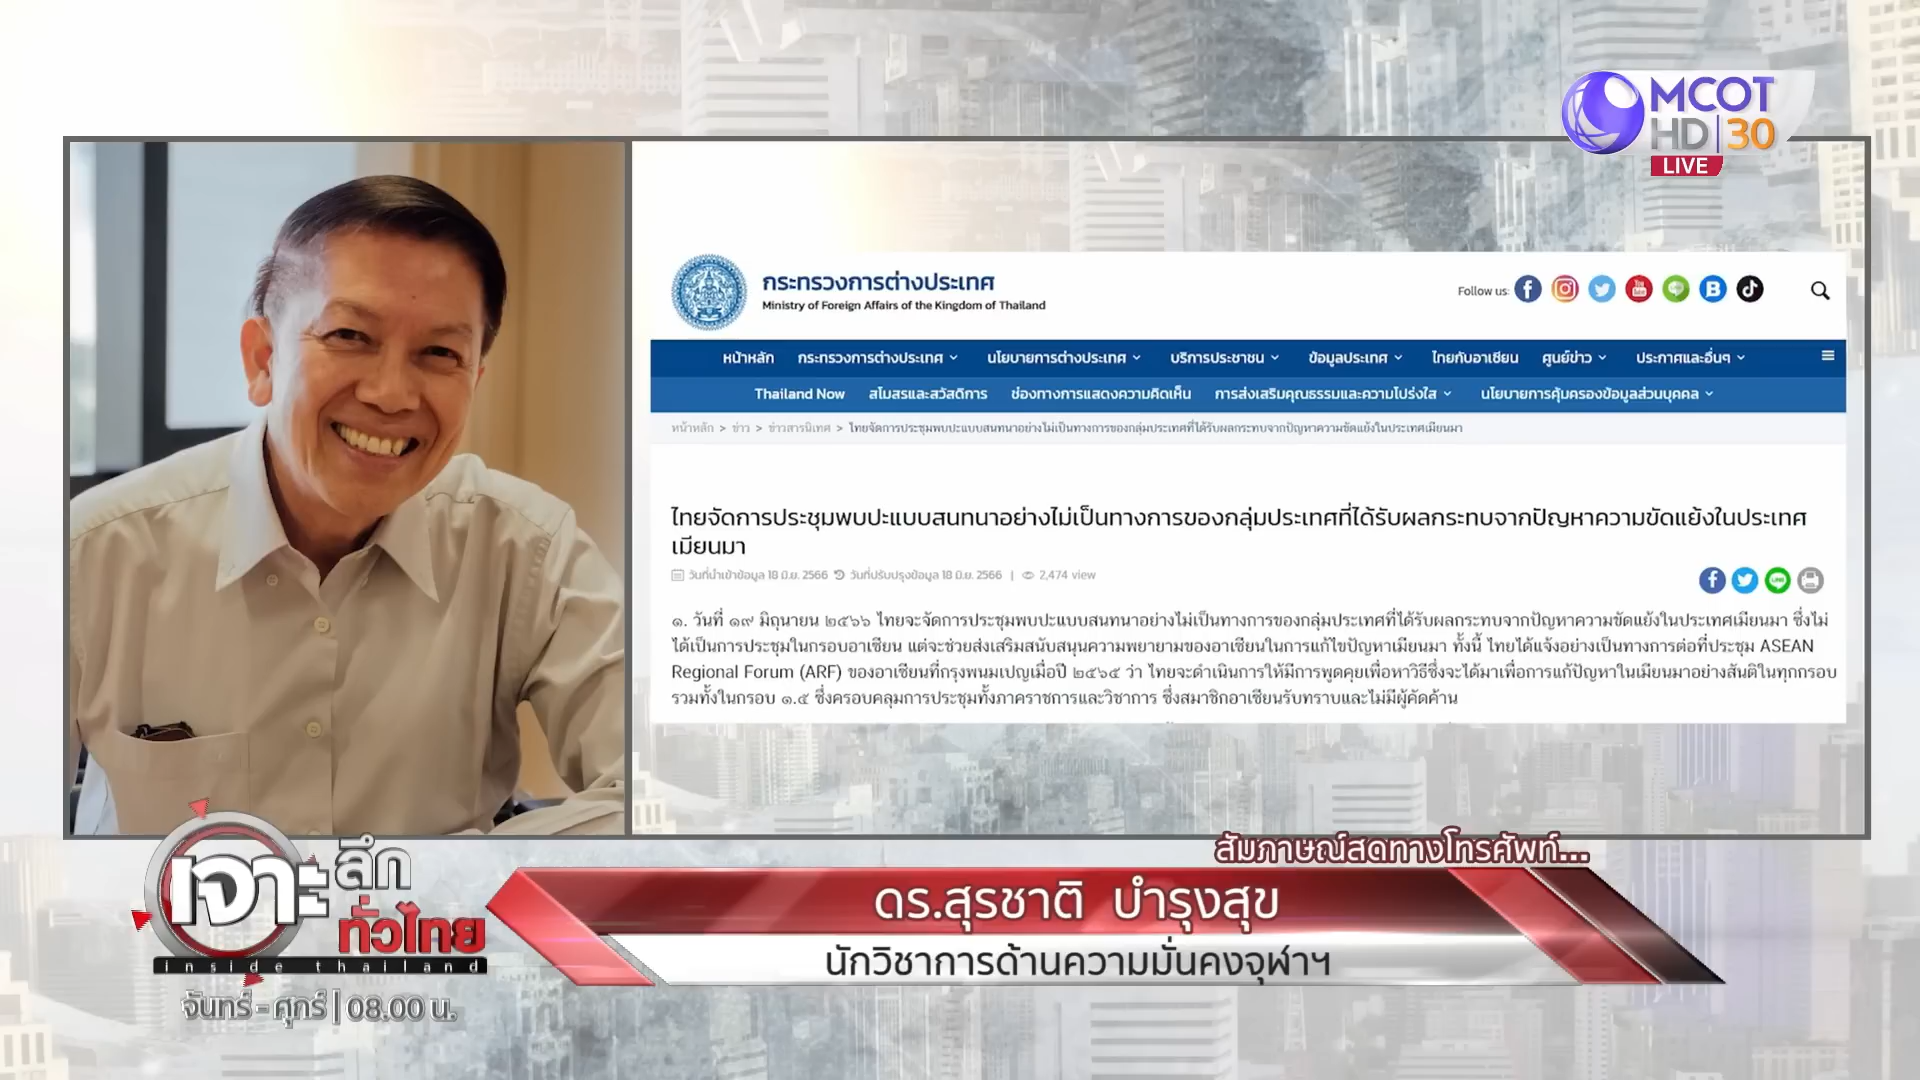 MCOT
HD 30
LIVE
กระทรวงการต่างประเทศ
Ministry of Foreign Affairs of the Kingdom of Thailand
Follow us:
หน้าหลัก กระทรวงการต่างประเทศ นโยบายการต่างประเทศ บริการประชาชน ข้อมูลประเทศ ไทยกับอาเซียน ศูนย์ข่าว ประกาศและอื่นๆ
Thailand Now สโมสรและสวัสดิการ ช่องทางการแสดงความคิดเห็น การส่งเสริมคุณธรรมและความโปร่งใส นโยบายการคุ้มครองข้อมูลส่วนบุคคล
หน้าหลัก > ข่าว > ข่าวสารนิเทศ > ไทยจัดการประชุมพบปะแบบสนทนาอย่างไม่เป็นทางการของกลุ่มประเทศที่ได้รับผลกระทบจากปัญหาความขัดแย้งในประเทศเมียนมา
ไทยจัดการประชุมพบปะแบบสนทนาอย่างไม่เป็นทางการของกลุ่มประเทศที่ได้รับผลกระทบจากปัญหาความขัดแย้งในประเทศ
เมียนมา
วันที่นำเข้าข้อมูล 18 มิ.ย. 2566 วันที่ปรับปรุงข้อมูล 18 มิ.ย. 2566 | 2,474 view
๑. วันที่ ๑๙ มิถุนายน ๒๕๖๖ ไทยจะจัดการประชุมพบปะแบบสนทนาอย่างไม่เป็นทางการของกลุ่มประเทศที่ได้รับผลกระทบจากปัญหาความขัดแย้งในประเทศเมียนมา ซึ่งไม่
ได้เป็นการประชุมในกรอบอาเซียน แต่จะช่วยส่งเสริมสนับสนุนความพยายามของอาเซียนในการแก้ไขปัญหาเมียนมา ทั้งนี้ ไทยได้แจ้งอย่างเป็นทางการต่อที่ประชุม ASEAN
Regional Forum (ARF) ของอาเซียนที่กรุงพนมเปญเมื่อปี ๒๕๖๕ ว่า ไทยจะดำเนินการให้มีการพูดคุยเพื่อหาวิธีซึ่งจะได้มาเพื่อการแก้ปัญหาในเมียนมาอย่างสันติในทุกกรอบ
รวมทั้งในกรอบ ๑.๕ ซึ่งครอบคลุมการประชุมทั้งภาคราชการและวิชาการ ซึ่งสมาชิกอาเซียนรับทราบและไม่มีผู้คัดค้าน
สัมภาษณ์สดทางโทรศัพท์...
ดร.สุรชาติ บำรุงสุข
นักวิชาการด้านความมั่นคงจุฬาฯ
เจาะลึก
ทั่วไทย
inside thailand
จันทร์ - ศุกร์ | 08.00 น.